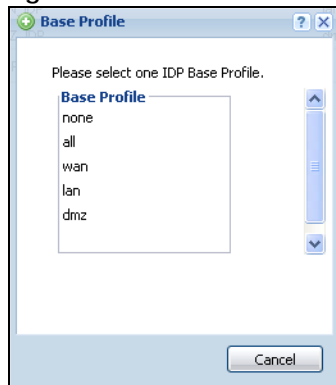 Base Profile
Please select one IDP Base Profile.
Base Profile
none
all
wan
lan
dmz
Cancel